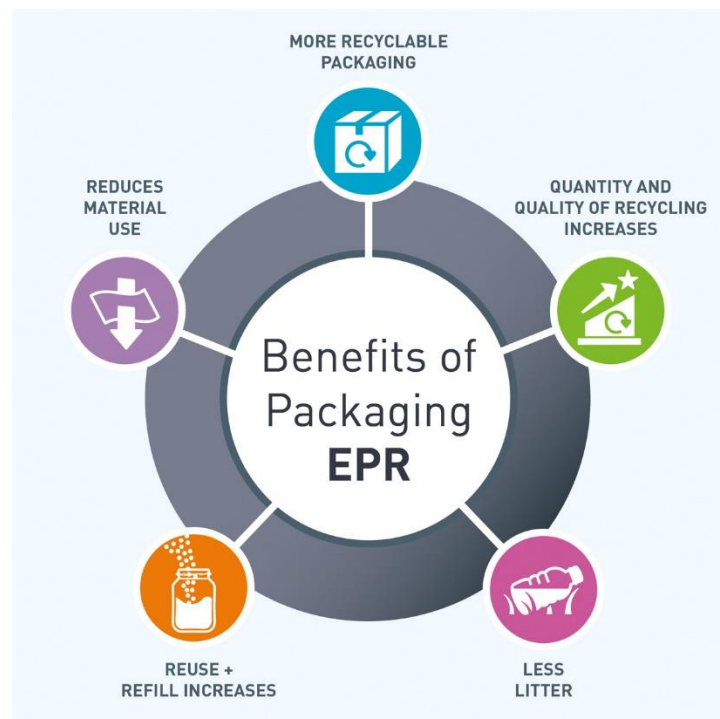 MORE RECYCLABLE
PACKAGING
REDUCES
MATERIAL
USE
QUANTITY AND
QUALITY OF RECYCLING
INCREASES
Benefits of
Packaging
EPR
REUSE +
REFILL INCREASES
LESS
LITTER